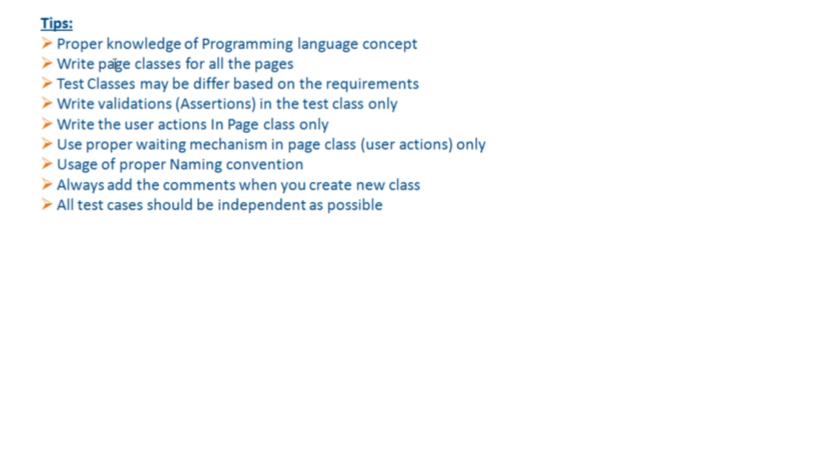 Tips:
Proper knowledge of Programming language concept
Write page classes for all the pages
Test Classes may be differ based on the requirements
Write validations (Assertions) in the test class only
Write the user actions In Page class only
Use proper waiting mechanism in page class (user actions) only
Usage of proper Naming convention
Always add the comments when you create new class
All test cases should be independent as possible